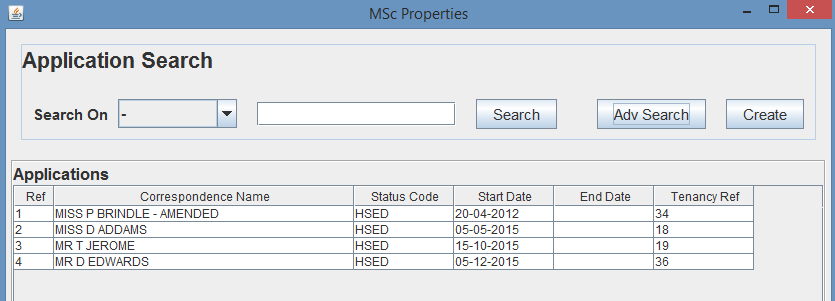 MSc Properties
Application Search
Search On - Search Adv Search Create
Applications
Ref Correspondence Name Status Code Start Date End Date Tenancy Ref
1 MISS P BRINDLE - AMENDED HSED 20-04-2012 34
2 MISS D ADDAMS HSED 05-05-2015 18
3 MR T JEROME HSED 15-10-2015 19
4 MR D EDWARDS HSED 05-12-2015 36